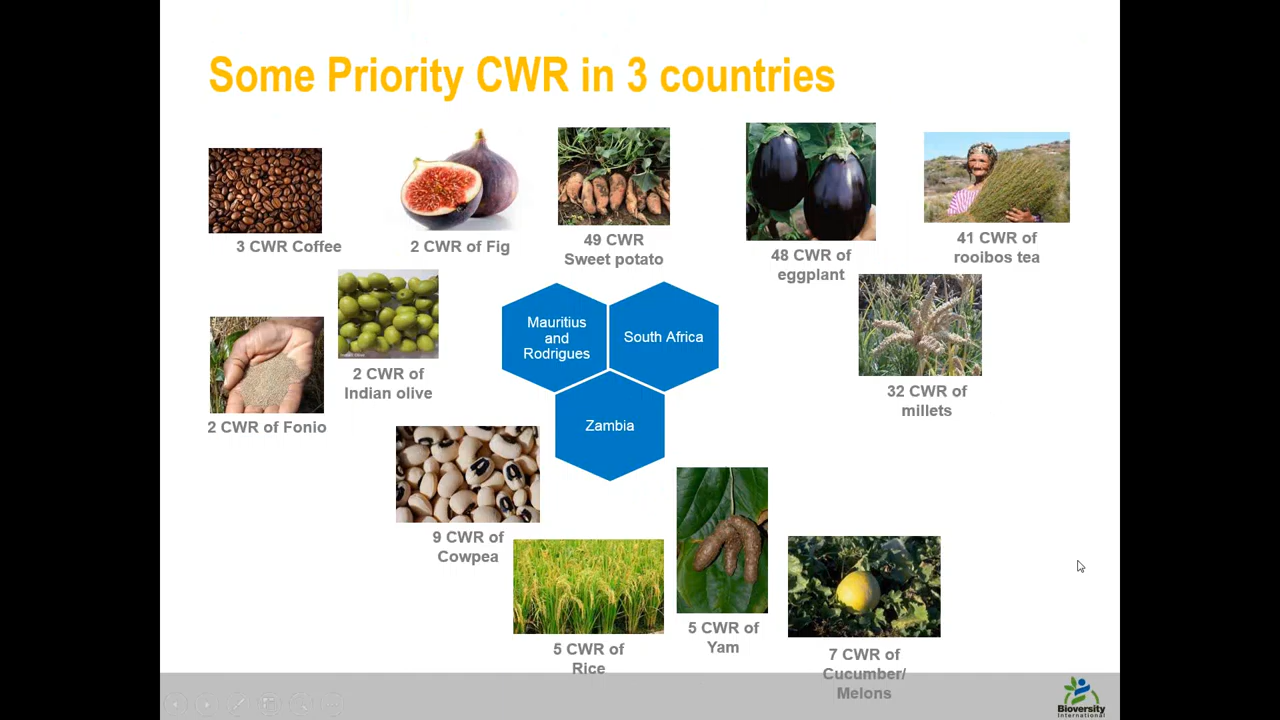 Some Priority CWR in 3 countries
3 CWR Coffee
2 CWR of Fig
49 CWR
Sweet potato
48 CWR of
eggplant
41 CWR of
rooibos tea
2 CWR of
Indian olive
2 CWR of Fonio
Mauritius
and
Rodrigues
South Africa
Zambia
32 CWR of
millets
9 CWR of
Cowpea
5 CWR of
Rice
5 CWR of
Yam
7 CWR of
Cucumber/
Melons
Bioversity
International